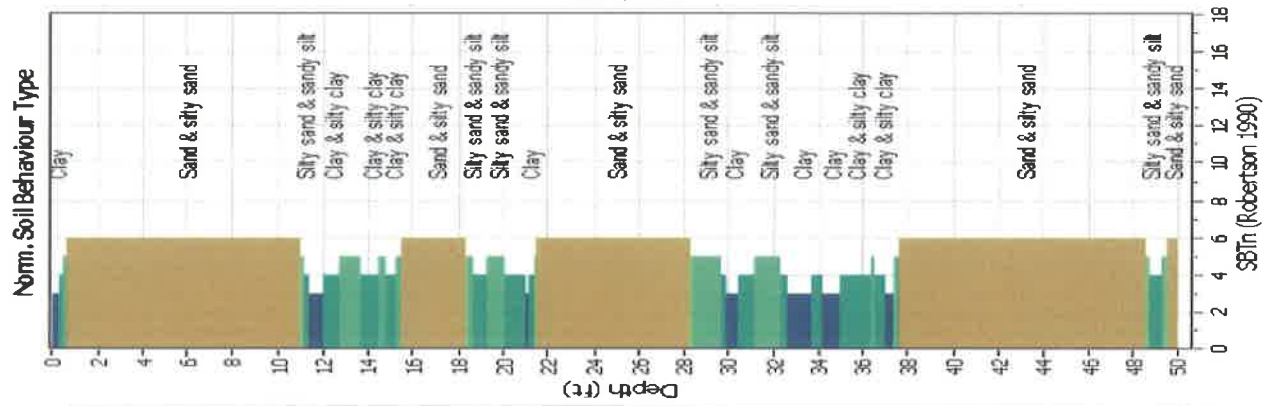 Norm. Soil Behaviour Type
Clay
Sand & silty sand
Silty sand & sandy silt
Clay & silty clay
Clay & silty clay
Clay & silty clay
Sand & silty sand
Silty sand & sandy silt
Silty sand & sandy silt
Clay
Sand & silty sand
Silty sand & sandy silt
Clay
Silty sand & sandy silt
Clay
Clay
Clay & silty clay
Clay & silty clay
Sand & silty sand
Silty sand & sandy silt
Sand & silty sand
0
2
4
6
8
10
12
14
16
18
20
22
24
26
28
30
32
34
36
38
40
42
44
46
48
50
Depth (ft)
0 2 4 6 8 10 12 14 16 18
SBTn (Robertson 1990)